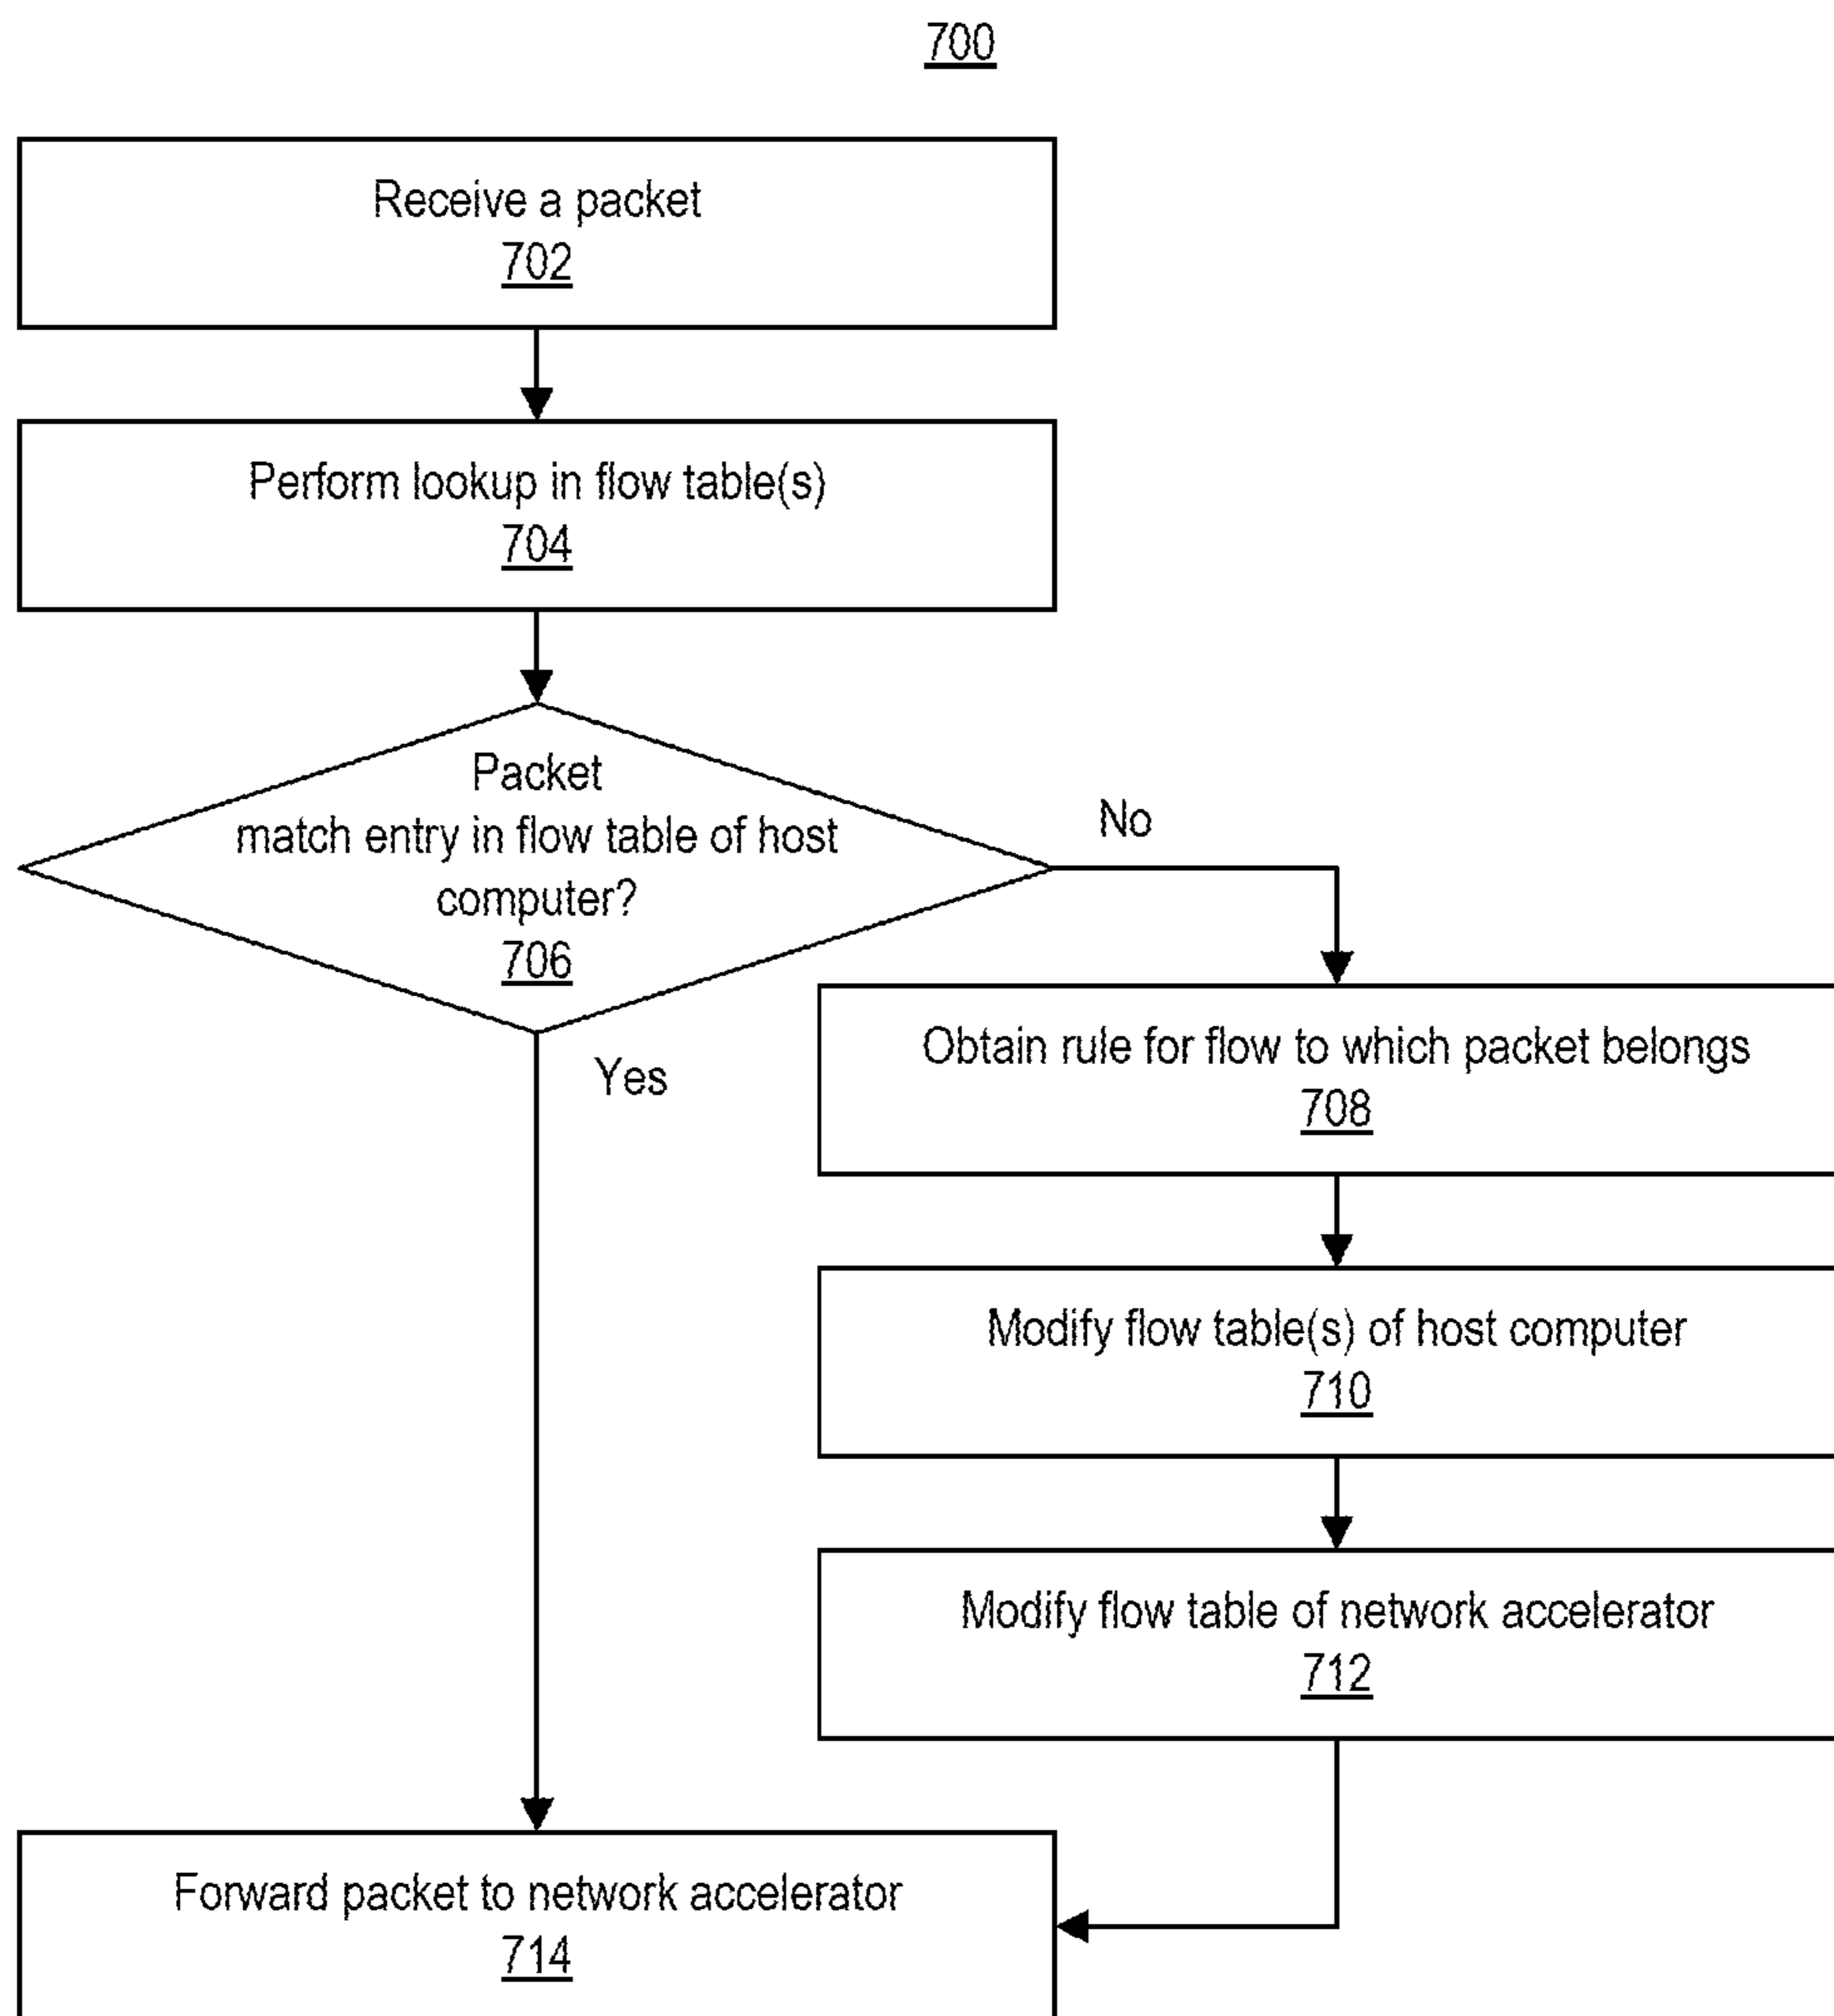 700
Receive a packet
702
Perform lookup in flow table(s)
704
Packet
match entry in flow table of host
computer?
706
No
Yes
Obtain rule for flow to which packet belongs
708
Modify flow table(s) of host computer
710
Modify flow table of network accelerator
712
Forward packet to network accelerator
714